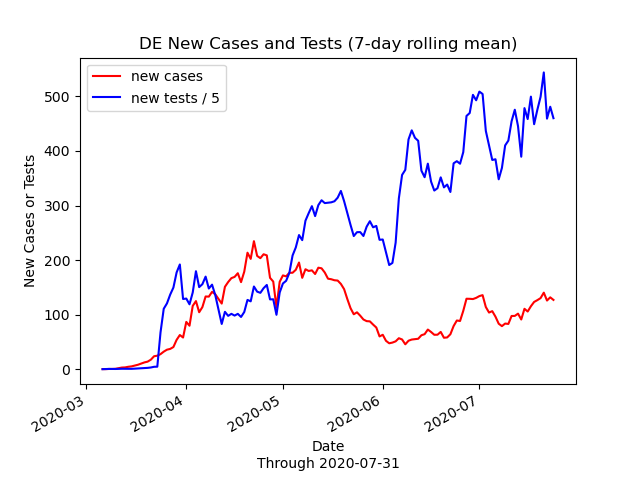 DE New Cases and Tests (7-day rolling mean)
new cases
new tests / 5
New Cases or Tests
500
400
300
200
100
0
2020-03
2020-04
2020-05
2020-06
2020-07
Date
Through 2020-07-31